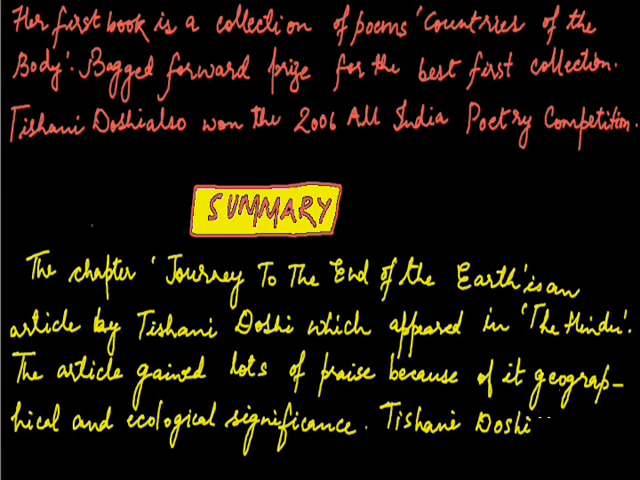 Her first book is a collection of poems 'Countries of the
Body'. Bagged forward prize for the best first collection.
Tishani Doshi also won the 2006 All India Poetry Competition.
SUMMARY
The chapter 'Journey To The End of the Earth' is an
article by Tishani Doshi which appeared in 'The Hindu'.
The article gained lots of praise because of it geograp-
hical and ecological significance. Tishani Doshi